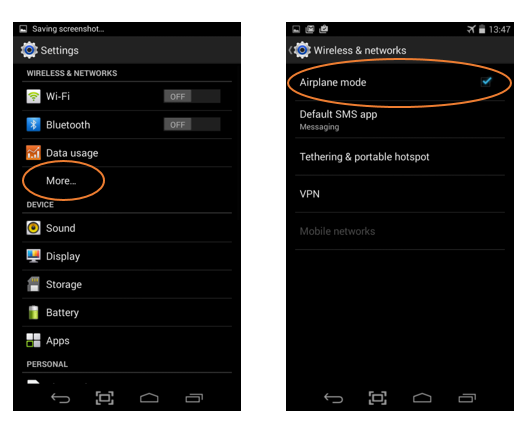 Saving screenshot...
Settings
WIRELESS & NETWORKS
Wi-Fi
OFF
Bluetooth
OFF
Data usage
More...
DEVICE
Sound
Display
Storage
Battery
Apps
PERSONAL
13:47
Wireless & networks
Airplane mode
Default SMS app
Messaging
Tethering & portable hotspot
VPN
Mobile networks